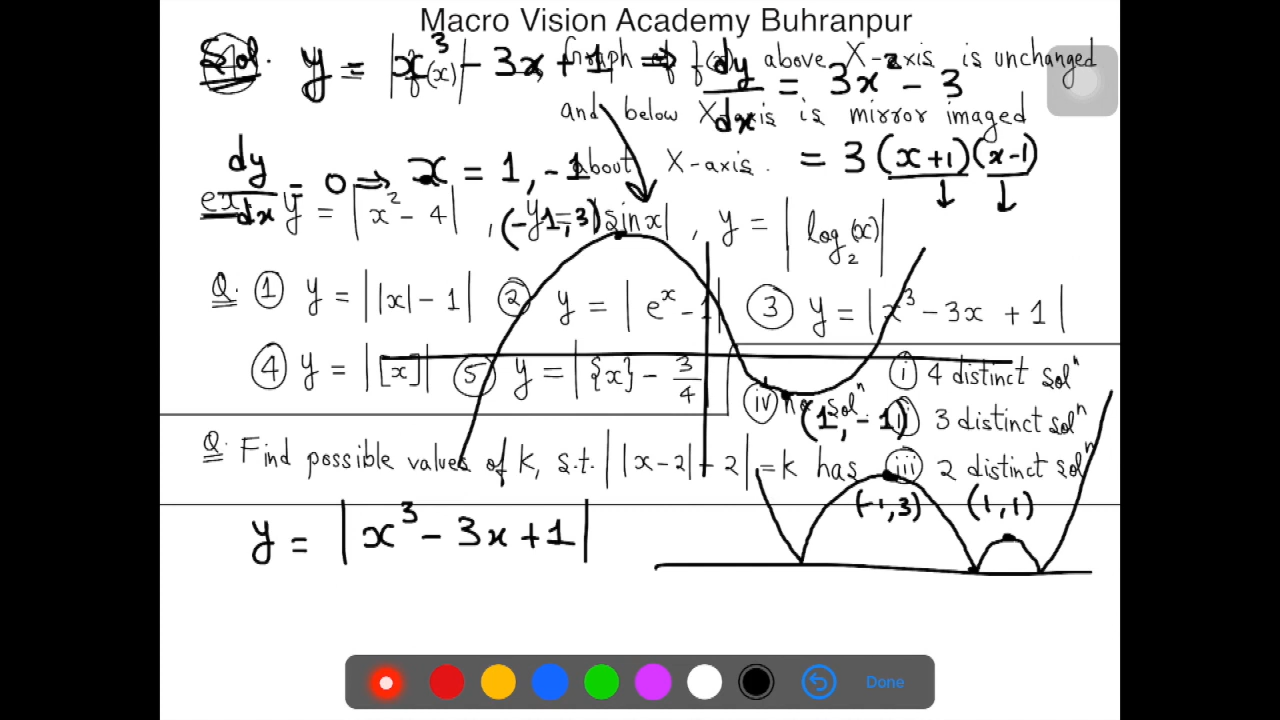 Macro Vision Academy Buhranpur
Sol. y = x³ - 3x + 1 ⇒ dy/dx = 3x² - 3
y = |f(x)| , Graph of f(x) above X-axis is unchanged
and below X-axis is mirror imaged
about X-axis.
= 3 (x+1)(x-1)
dy/dx = 0 ⇒ x = 1, -1
ex. y = |x² - 4| , y = |sinx| , y = |log₂(x)|
(-1, 3)
Q. ① y = ||x| - 1| ② y = |eˣ - 1| ③ y = |x³ - 3x + 1|
④ y = |[x]| ⑤ y = |{x} - 3/4|
(i) 4 distinct solⁿ
(iv) no solⁿ (ii) 3 distinct solⁿ
(1, -1)
Q. Find possible values of k, s.t. ||x-2|-2| = k has (iii) 2 distinct solⁿ
(-1,3) (1,1)
y = |x³ - 3x + 1|
Done